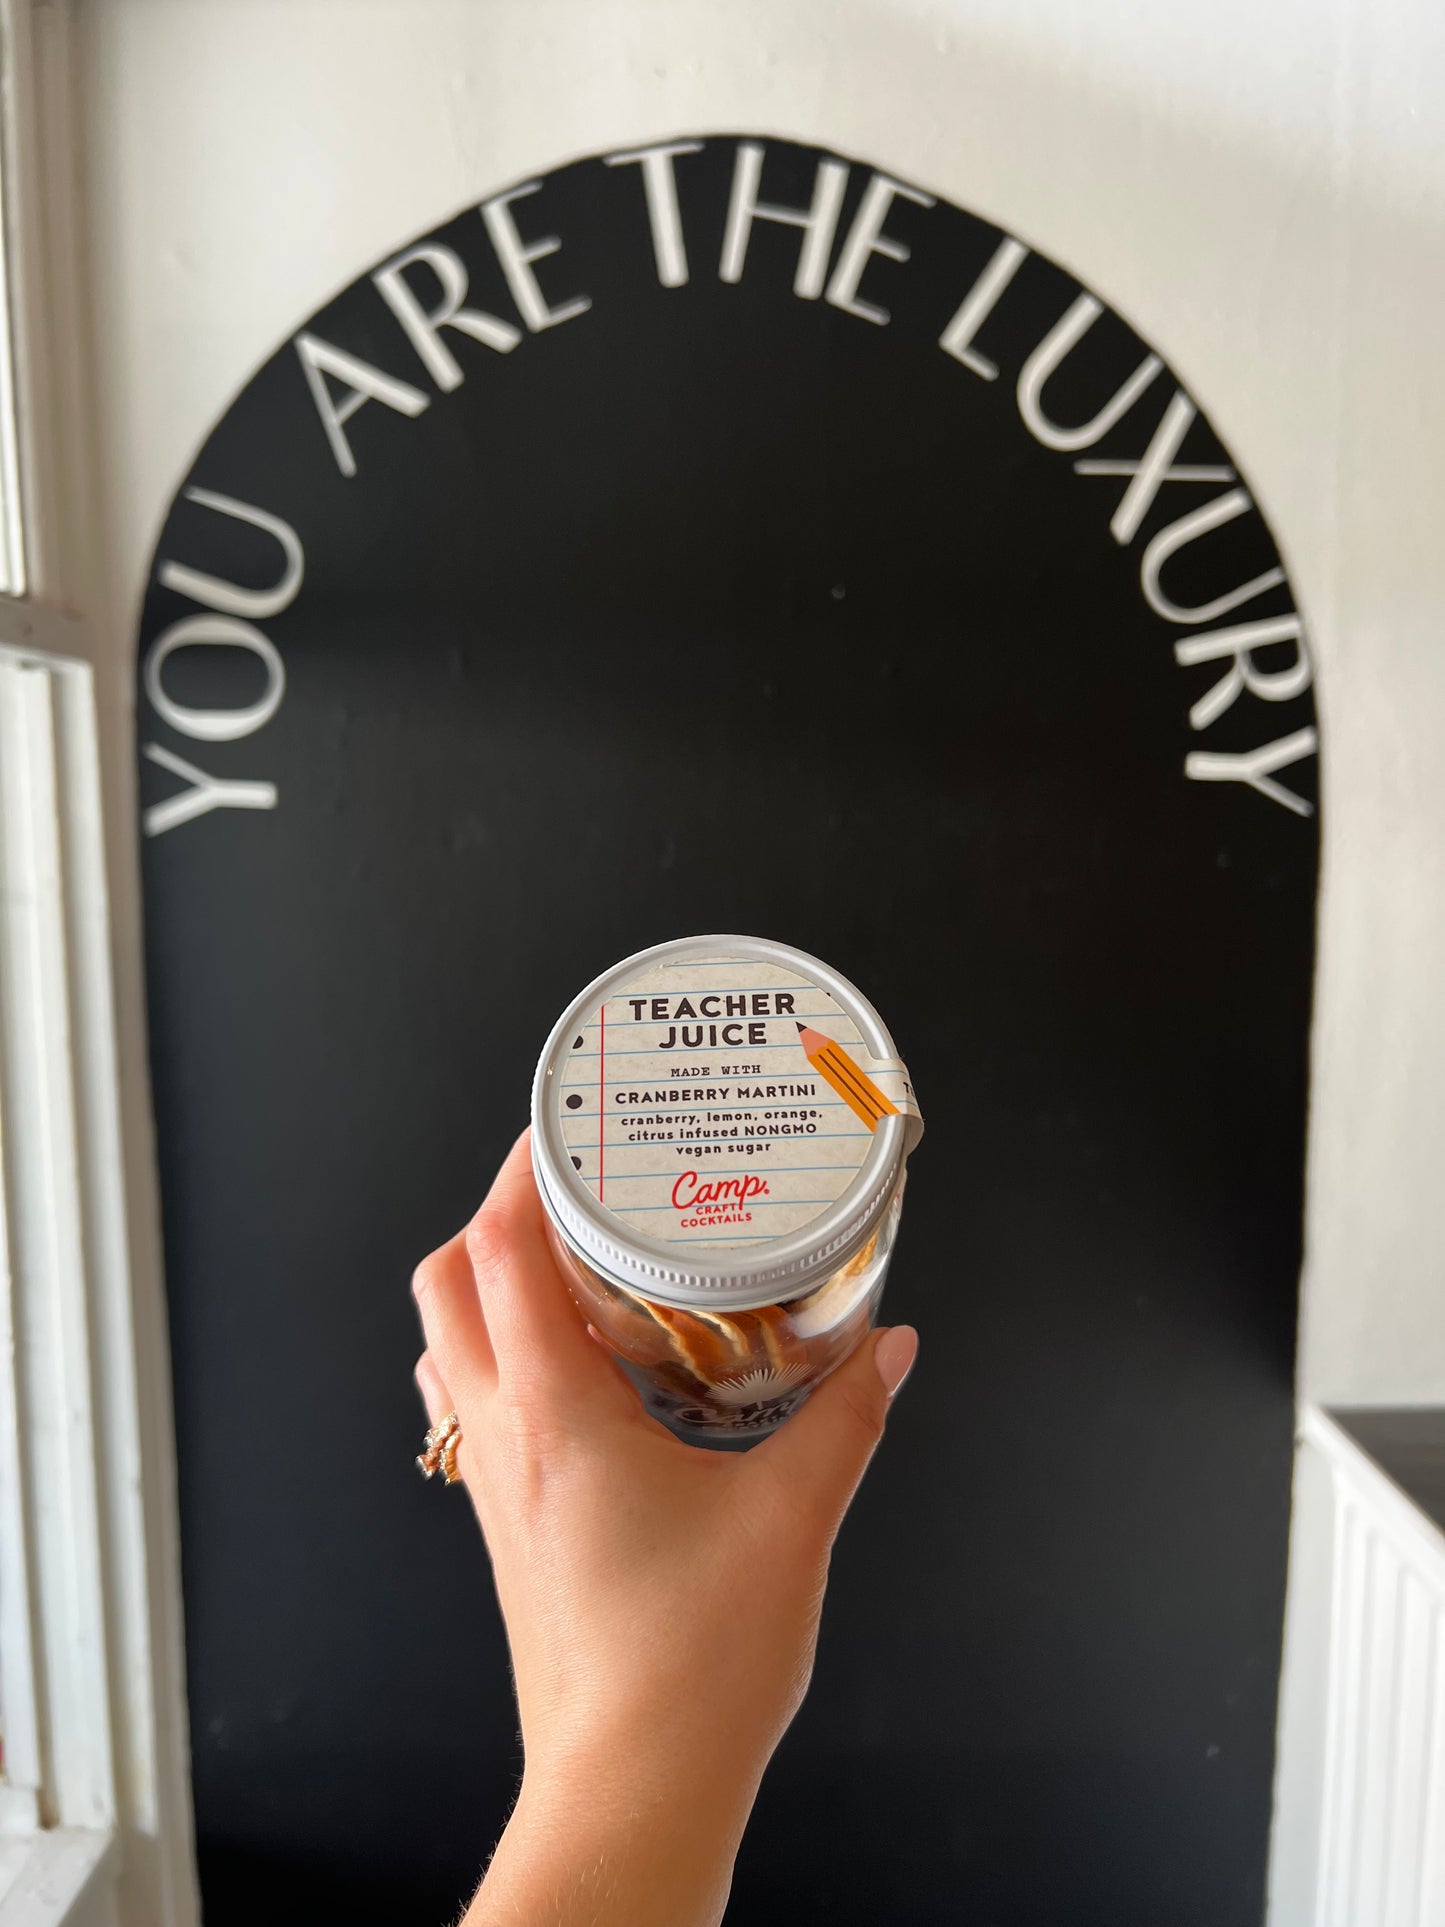 YOU ARE THE LUXURY
TEACHER
JUICE
MADE WITH
CRANBERRY MARTINI
cranberry, lemon, orange,
citrus infused NONGMO
vegan sugar
Camp.
CRAFT
COCKTAILS
Camp